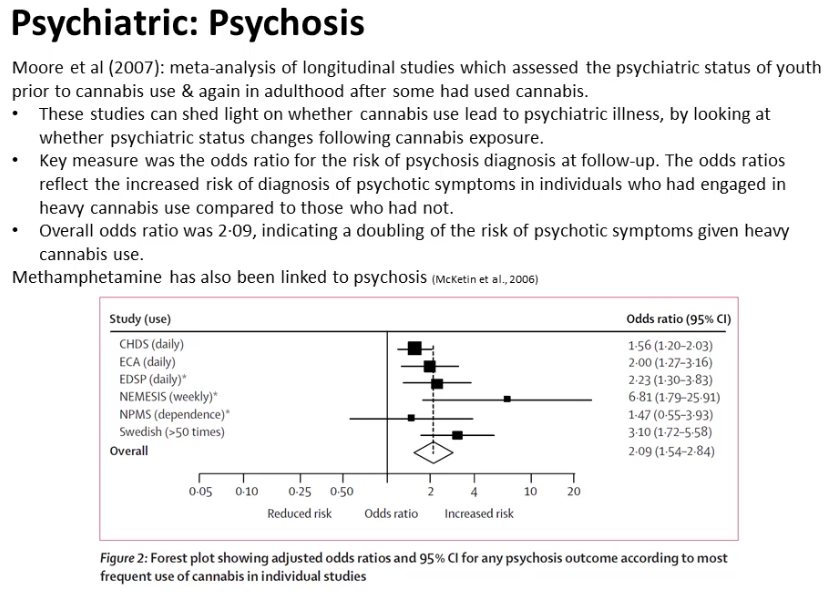 Psychiatric: Psychosis
Moore et al (2007): meta-analysis of longitudinal studies which assessed the psychiatric status of youth
prior to cannabis use & again in adulthood after some had used cannabis.
• These studies can shed light on whether cannabis use lead to psychiatric illness, by looking at
whether psychiatric status changes following cannabis exposure.
• Key measure was the odds ratio for the risk of psychosis diagnosis at follow-up. The odds ratios
reflect the increased risk of diagnosis of psychotic symptoms in individuals who had engaged in
heavy cannabis use compared to those who had not.
• Overall odds ratio was 2·09, indicating a doubling of the risk of psychotic symptoms given heavy
cannabis use.
Methamphetamine has also been linked to psychosis (McKetin et al., 2006)
Study (use) Odds ratio (95% CI)
CHDS (daily) 1·56 (1·20–2·03)
ECA (daily) 2·00 (1·27–3·16)
EDSP (daily)* 2·23 (1·30–3·83)
NEMESIS (weekly)* 6·81 (1·79–25·91)
NPMS (dependence)* 1·47 (0·55–3·93)
Swedish (>50 times) 3·10 (1·72–5·58)
Overall 2·09 (1·54–2·84)
0·05 0·10 0·25 0·50 2 4 10 20
Reduced risk Odds ratio Increased risk
Figure 2: Forest plot showing adjusted odds ratios and 95% CI for any psychosis outcome according to most
frequent use of cannabis in individual studies